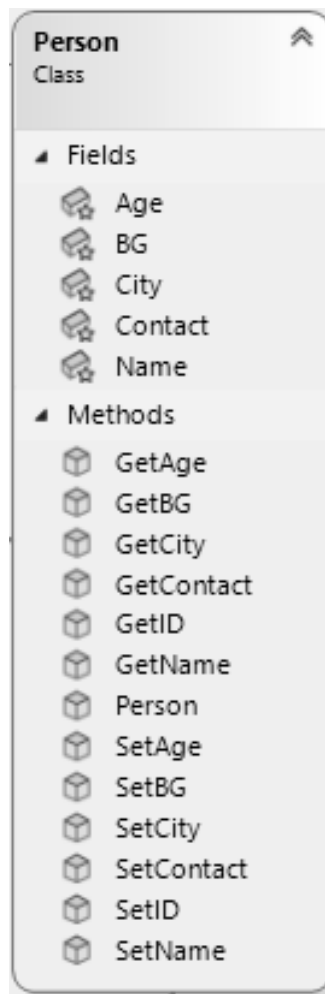 Person
Class
Fields
Age
BG
City
Contact
Name
Methods
GetAge
GetBG
GetCity
GetContact
GetID
GetName
Person
SetAge
SetBG
SetCity
SetContact
SetID
SetName